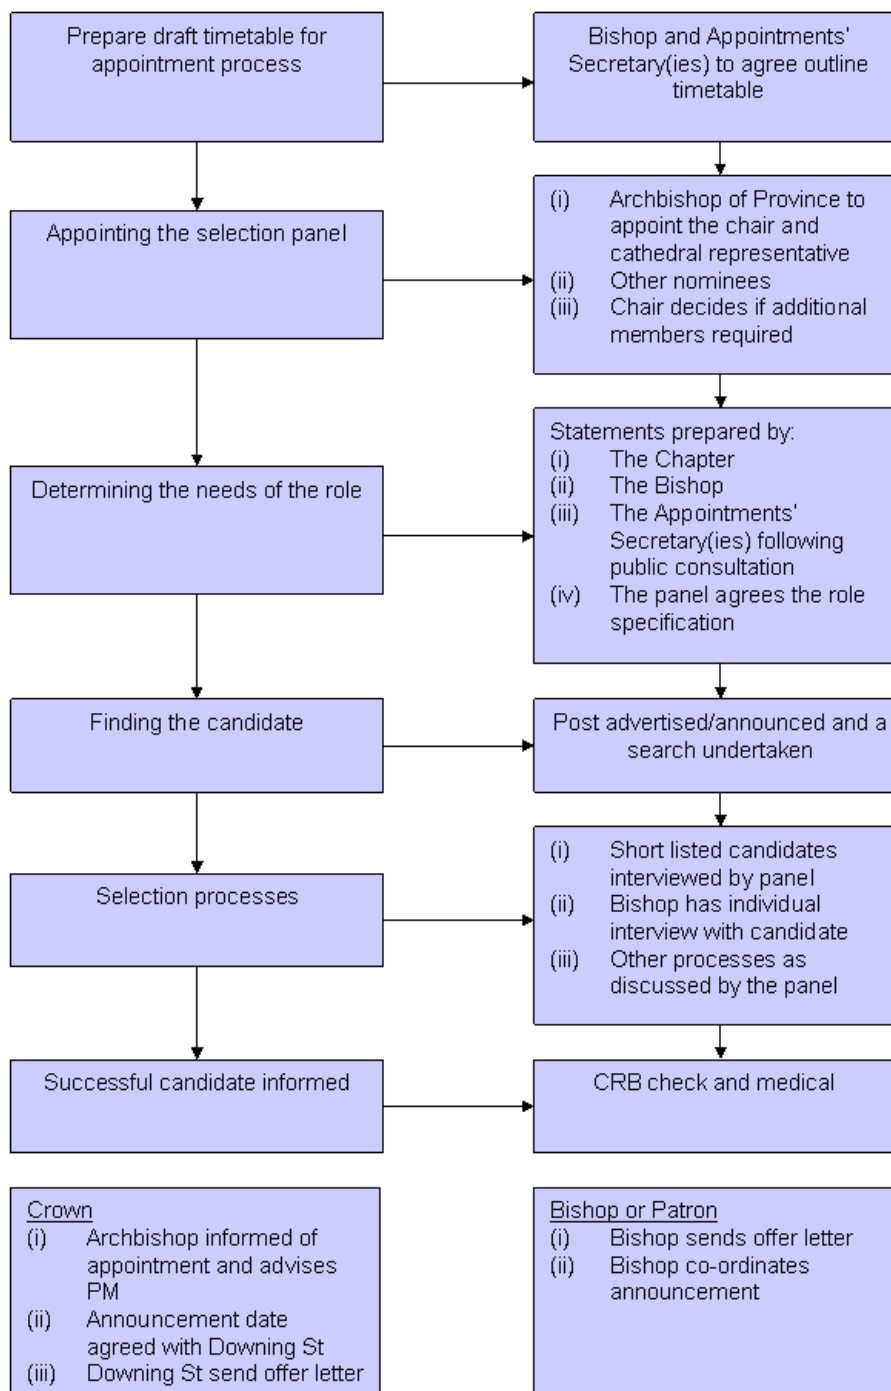 Prepare draft timetable for
appointment process
Bishop and Appointments'
Secretary(ies) to agree outline
timetable
Appointing the selection panel
(i) Archbishop of Province to
appoint the chair and
cathedral representative
(ii) Other nominees
(iii) Chair decides if additional
members required
Determining the needs of the role
Statements prepared by:
(i) The Chapter
(ii) The Bishop
(iii) The Appointments'
Secretary(ies) following
public consultation
(iv) The panel agrees the role
specification
Finding the candidate
Post advertised/announced and a
search undertaken
Selection processes
(i) Short listed candidates
interviewed by panel
(ii) Bishop has individual
interview with candidate
(iii) Other processes as
discussed by the panel
Successful candidate informed
CRB check and medical
Crown
(i) Archbishop informed of
appointment and advises
PM
(ii) Announcement date
agreed with Downing St
(iii) Downing St send offer letter
Bishop or Patron
(i) Bishop sends offer letter
(ii) Bishop co-ordinates
announcement